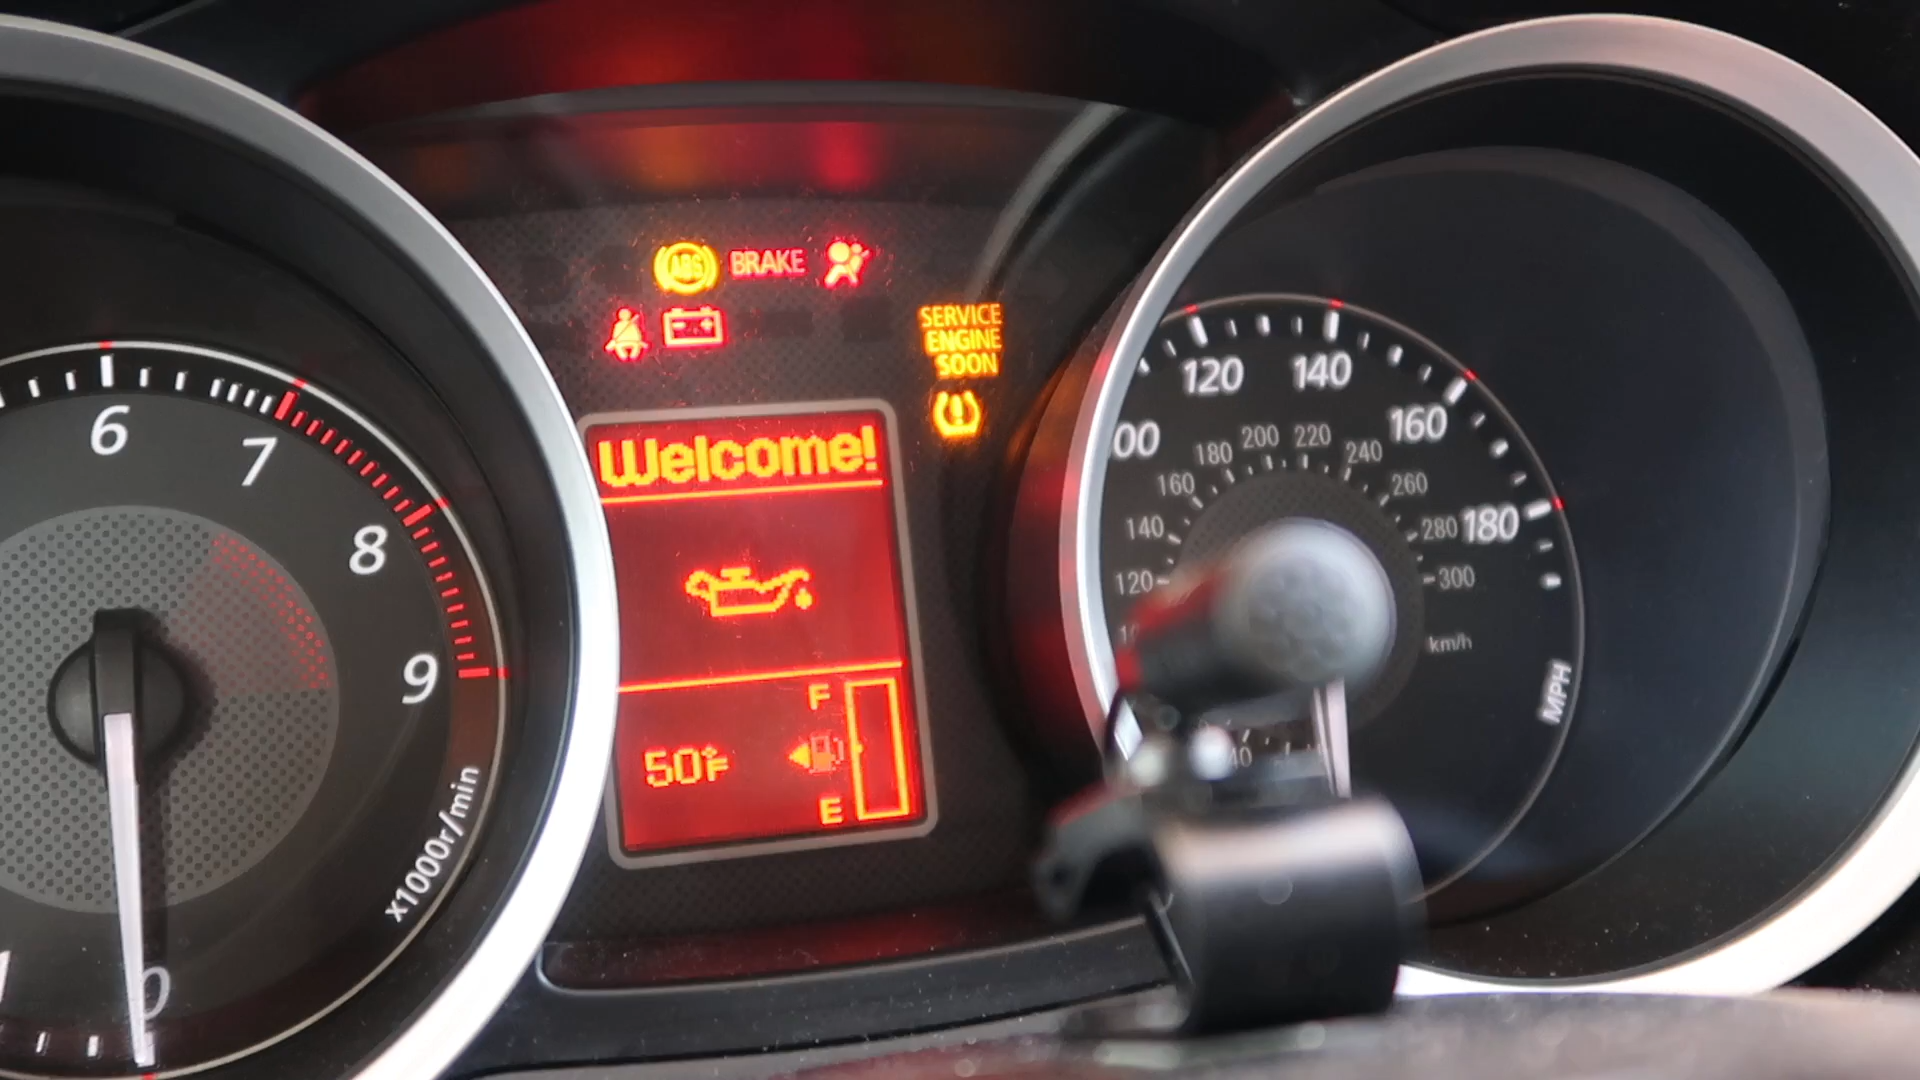 ABS BRAKE
SERVICE
ENGINE
SOON
Welcome!
50°F
F
E
6
7
8
9
0
x1000r/min
120
140
160
180
120
140
160
180
200
220
240
260
280
300
km/h
MPH